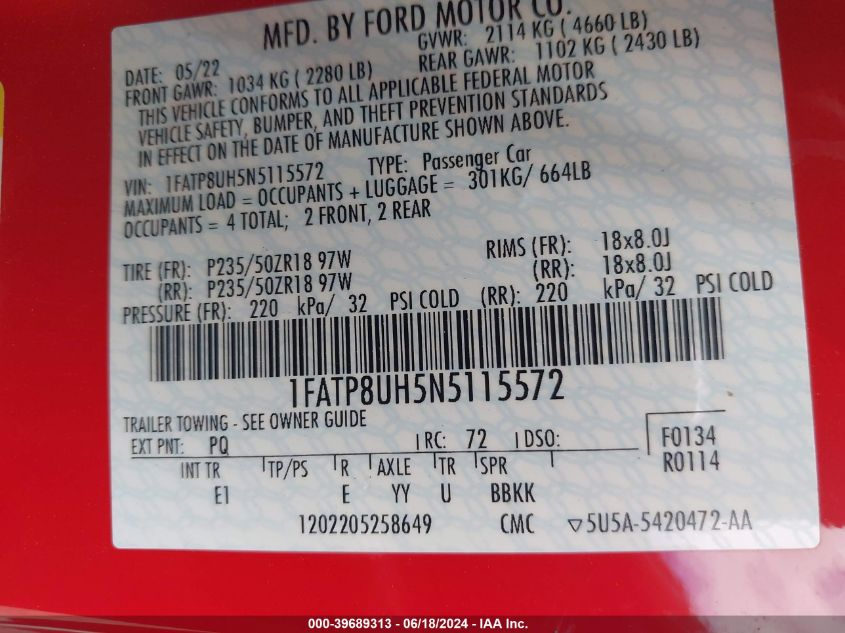 MFD. BY FORD MOTOR CO.
DATE: 05/22 GVWR: 2114 KG ( 4660 LB)
FRONT GAWR: 1034 KG ( 2280 LB) REAR GAWR: 1102 KG ( 2430 LB)
THIS VEHICLE CONFORMS TO ALL APPLICABLE FEDERAL MOTOR
VEHICLE SAFETY, BUMPER, AND THEFT PREVENTION STANDARDS
IN EFFECT ON THE DATE OF MANUFACTURE SHOWN ABOVE.
VIN: 1FATP8UH5N5115572 TYPE: Passenger Car
MAXIMUM LOAD = OCCUPANTS + LUGGAGE = 301KG/ 664LB
OCCUPANTS = 4 TOTAL; 2 FRONT, 2 REAR
TIRE (FR): P235/50ZR18 97W RIMS (FR): 18x8.0J
(RR): P235/50ZR18 97W (RR): 18x8.0J
PRESSURE (FR): 220 kPa/ 32 PSI COLD (RR): 220 kPa/ 32 PSI COLD
1FATP8UH5N5115572
TRAILER TOWING - SEE OWNER GUIDE
EXT PNT: PQ RC: 72 DSO: F0134
INT TR TP/PS R AXLE TR SPR R0114
E1 E YY U BBKK
1202205258649 CMC ▽5U5A-5420472-AA
000-39689313 - 06/18/2024 - IAA Inc.